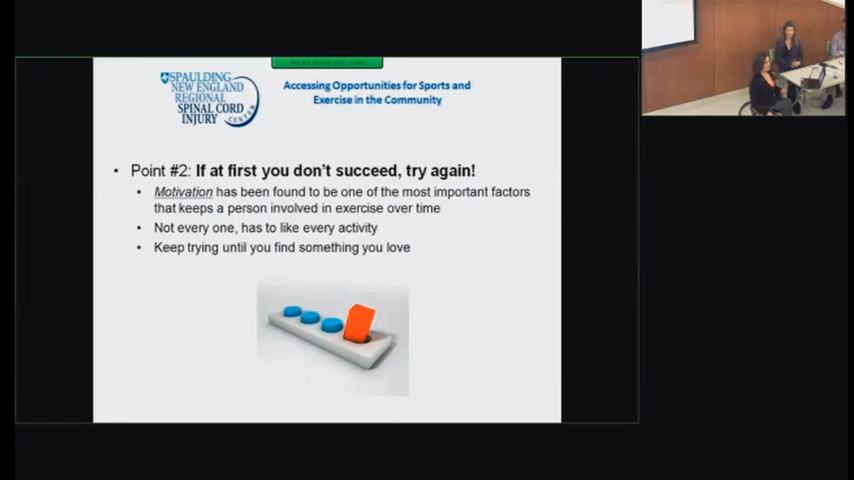 SPAULDING
NEW ENGLAND
REGIONAL
SPINAL CORD
INJURY
CENTER
Accessing Opportunities for Sports and
Exercise in the Community
• Point #2: If at first you don't succeed, try again!
• Motivation has been found to be one of the most important factors
that keeps a person involved in exercise over time
• Not every one, has to like every activity
• Keep trying until you find something you love